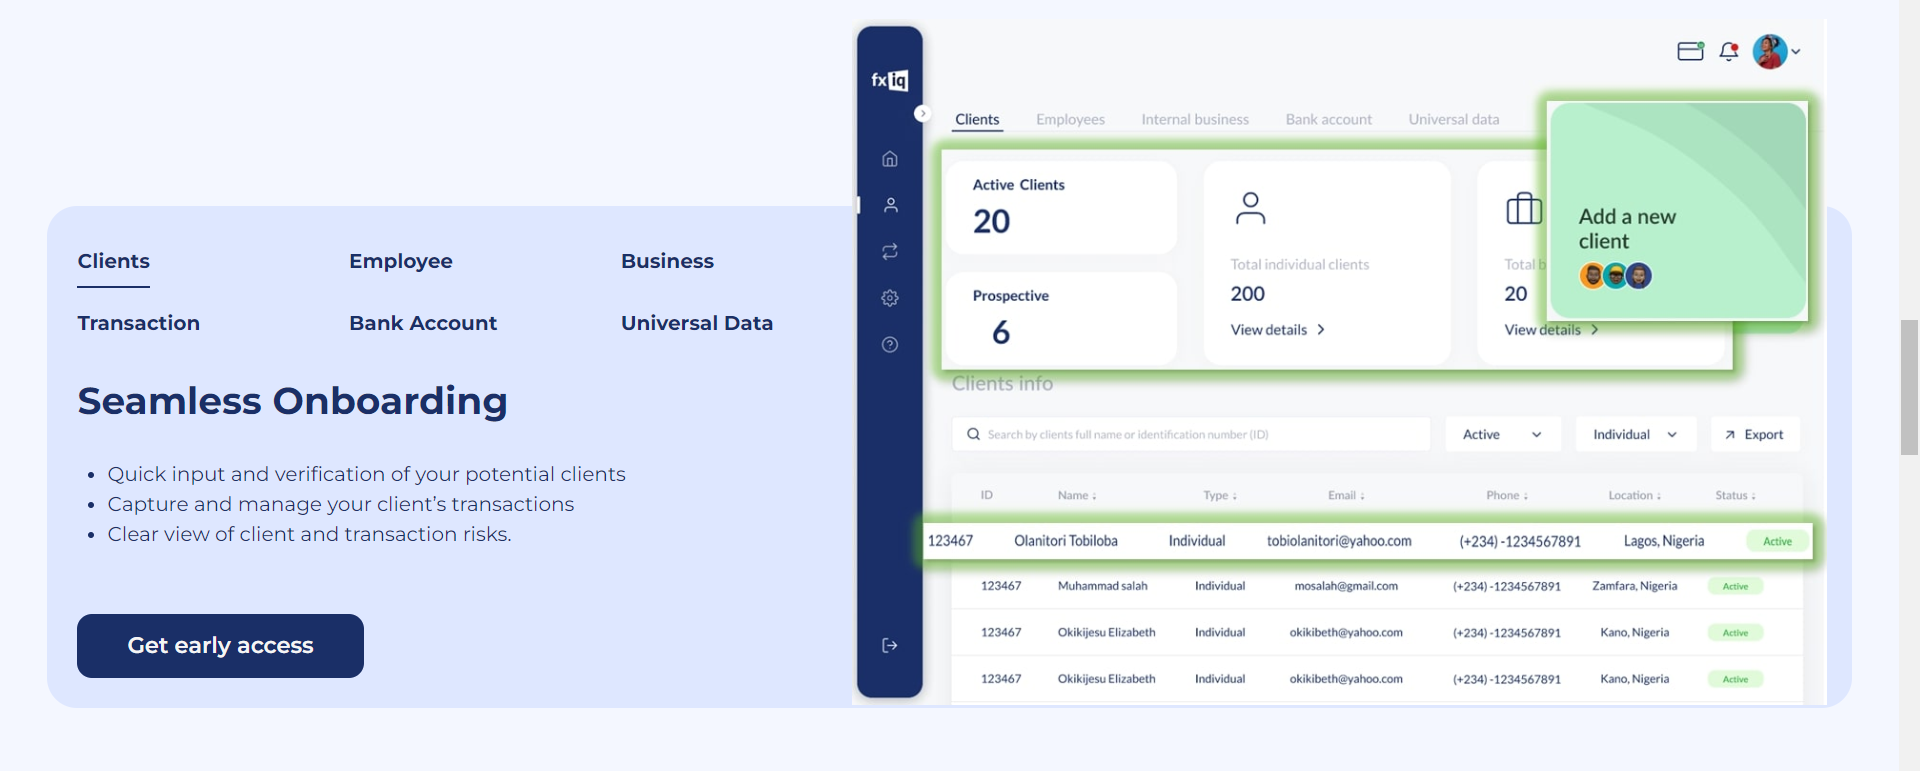 Clients Employee Business
Transaction Bank Account Universal Data
Seamless Onboarding
• Quick input and verification of your potential clients
• Capture and manage your client’s transactions
• Clear view of client and transaction risks.
Get early access
fx iq
Clients Employees Internal business Bank account Universal data
Active Clients
20
Prospective
6
Total individual clients
200
View details
Total b
20
View details
Add a new
client
Clients info
Search by clients full name or identification number (ID)
Active Individual Export
ID Name Type Email Phone Location Status
123467 Olanitori Tobiloba Individual tobiolanitori@yahoo.com (+234) -1234567891 Lagos, Nigeria Active
123467 Muhammad salah Individual mosalah@gmail.com (+234) -1234567891 Zamfara, Nigeria Active
123467 Okikijesu Elizabeth Individual okikibeth@yahoo.com (+234) -1234567891 Kano, Nigeria Active
123467 Okikijesu Elizabeth Individual okikibeth@yahoo.com (+234) -1234567891 Kano, Nigeria Active